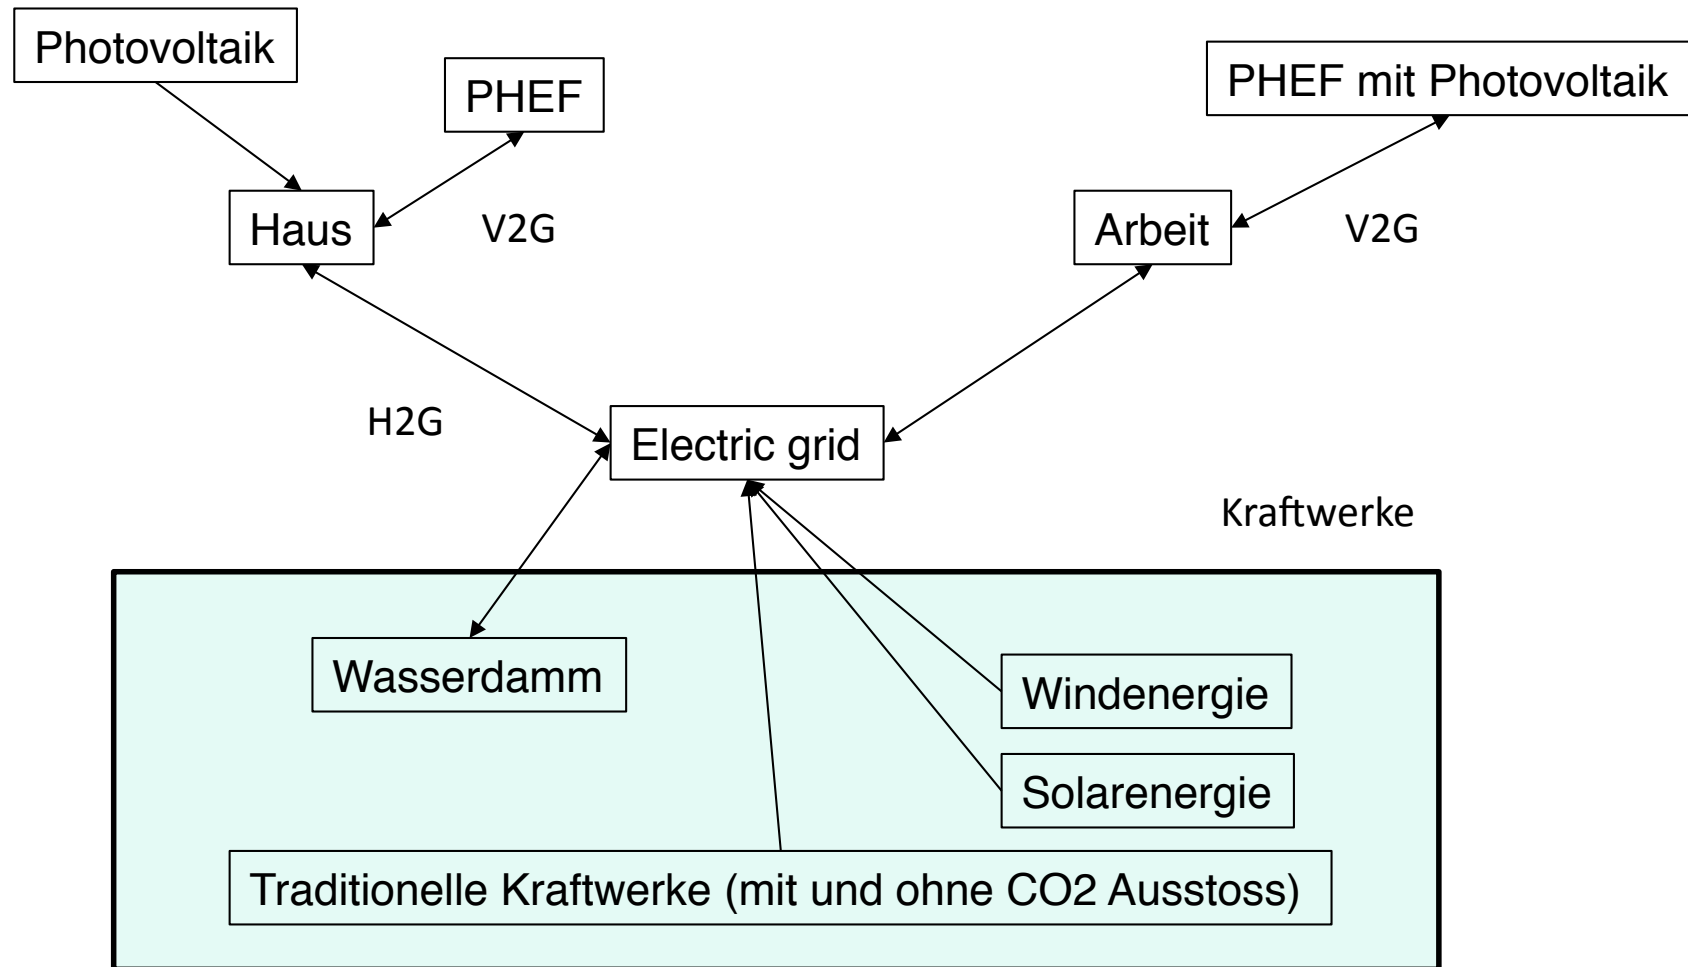 Photovoltaik
PHEF
PHEF mit Photovoltaik
Haus
V2G
Arbeit
V2G
H2G
Electric grid
Kraftwerke
Wasserdamm
Windenergie
Solarenergie
Traditionelle Kraftwerke (mit und ohne CO2 Ausstoss)